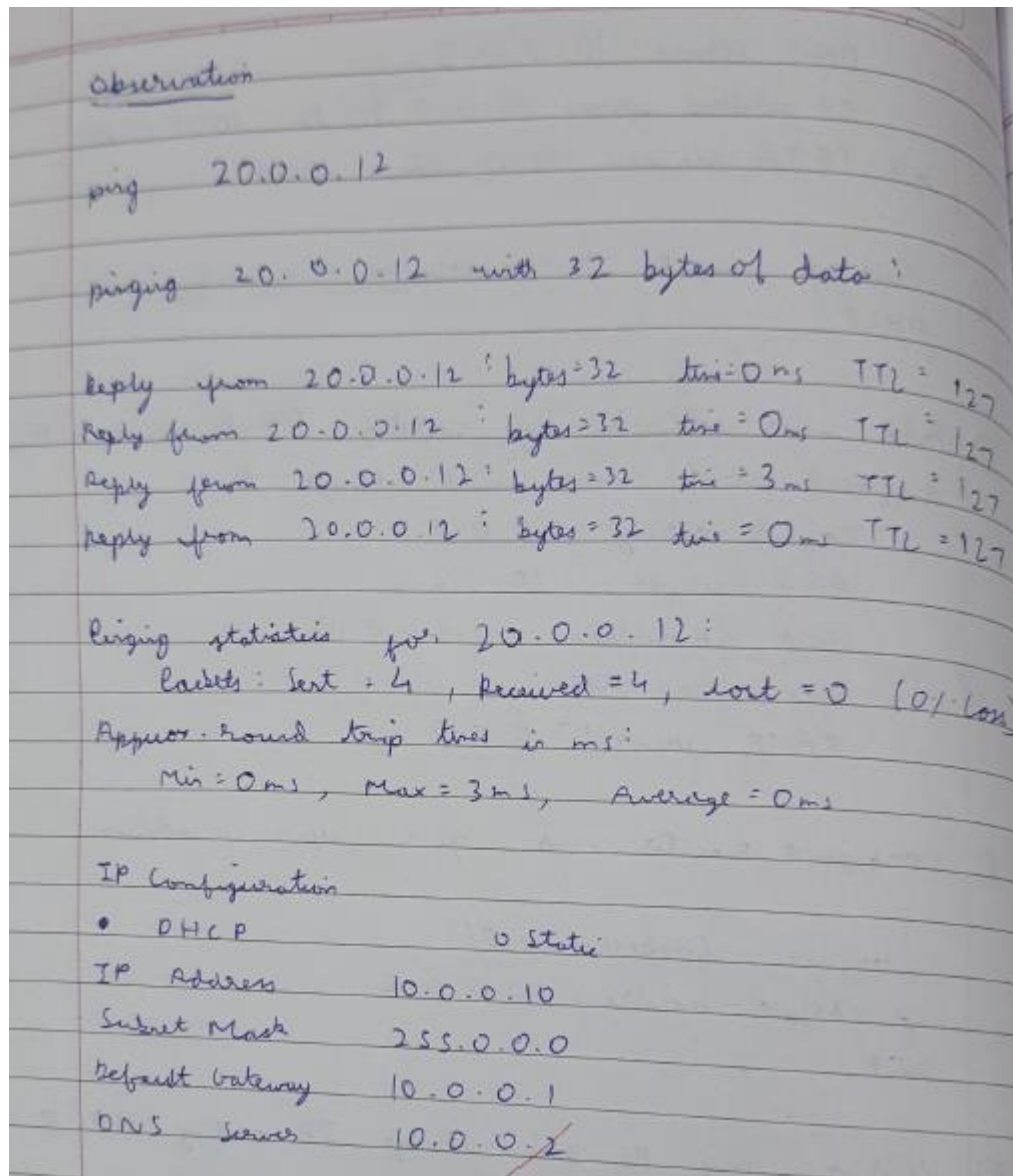 Observation
ping 20.0.0.12
pinging 20.0.0.12 with 32 bytes of data:
Reply from 20.0.0.12: bytes=32 time=0ms TTL=127
Reply from 20.0.0.12: bytes=32 time=0ms TTL=127
Reply from 20.0.0.12: bytes=32 time=3ms TTL=127
Reply from 20.0.0.12: bytes=32 time=0ms TTL=127
Pinging statistics for 20.0.0.12:
Packets: Sent = 4, Received = 4, Lost = 0 (0% Loss)
Approx. round trip times in ms:
Min = 0ms, Max = 3ms, Average = 0ms
IP Configuration
• DHCP o Static
IP Address 10.0.0.10
Subnet Mask 255.0.0.0
Default Gateway 10.0.0.1
DNS Server 10.0.0.2